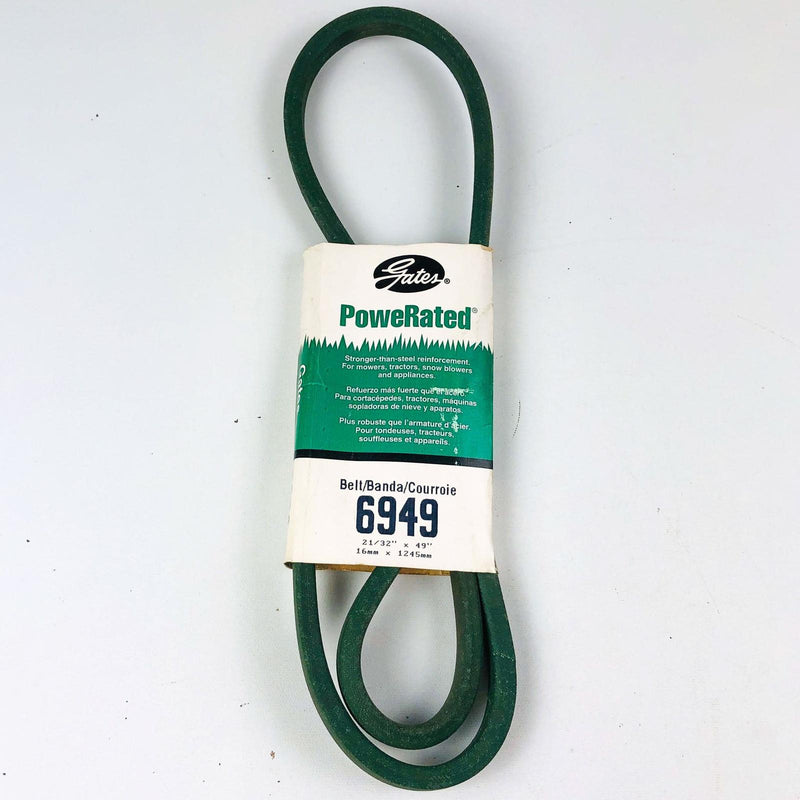 Gates®
PoweRated®
Stronger-than-steel reinforcement.
For mowers, tractors, snow blowers
and appliances.
Refuerzo más fuerte que el acero.
Para cortacépedes, tractores, máquinas
sopladoras de nieve y aparatos.
Plus robuste que l'armature d'acier.
Pour tondeuses, tracteurs,
souffleuses et appareils.
Belt/Banda/Courroie
6949
21/32" x 49"
16mm x 1245mm
Gates